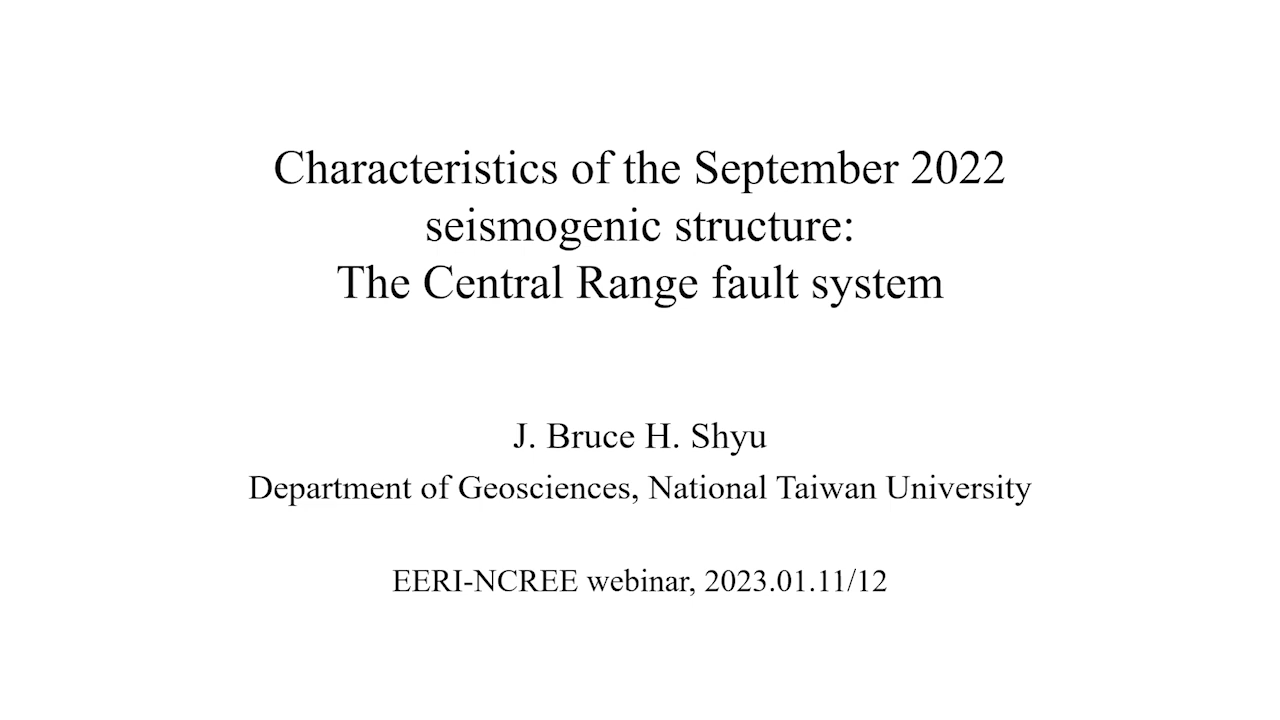 Characteristics of the September 2022
seismogenic structure:
The Central Range fault system
J. Bruce H. Shyu
Department of Geosciences, National Taiwan University
EERI-NCREE webinar, 2023.01.11/12